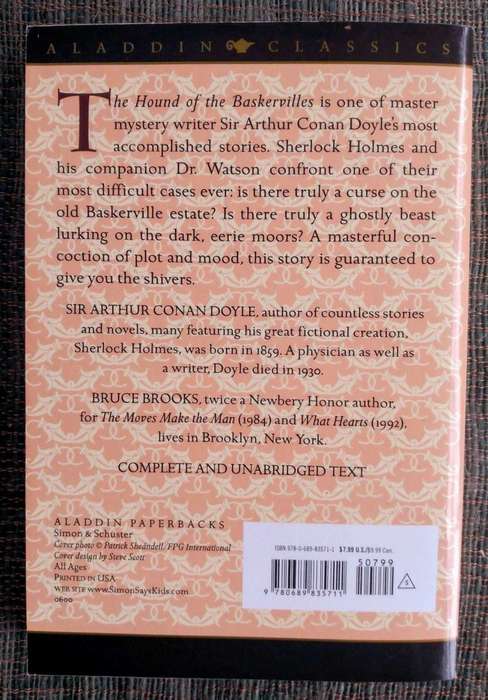 ALADDIN CLASSICS
The Hound of the Baskervilles is one of master
mystery writer Sir Arthur Conan Doyle's most
accomplished stories. Sherlock Holmes and
his companion Dr. Watson confront one of their
most difficult cases ever: is there truly a curse on the
old Baskerville estate? Is there truly a ghostly beast
lurking on the dark, eerie moors? A masterful con-
coction of plot and mood, this story is guaranteed to
give you the shivers.
SIR ARTHUR CONAN DOYLE, author of countless stories
and novels, many featuring his great fictional creation,
Sherlock Holmes, was born in 1859. A physician as well as
a writer, Doyle died in 1930.
BRUCE BROOKS, twice a Newbery Honor author,
for The Moves Make the Man (1984) and What Hearts (1992),
lives in Brooklyn, New York.
COMPLETE AND UNABRIDGED TEXT
ALADDIN PAPERBACKS
Simon & Schuster
Cover photo © Patrick Sheándell, FPG International
Cover design by Steve Scott
All Ages
PRINTED IN USA
WEB SITE www.SimonSaysKids.com
0600
ISBN 978-0-689-83571-1 $7.99 U.S./$9.99 Can.
50799
9 780689 835711
S